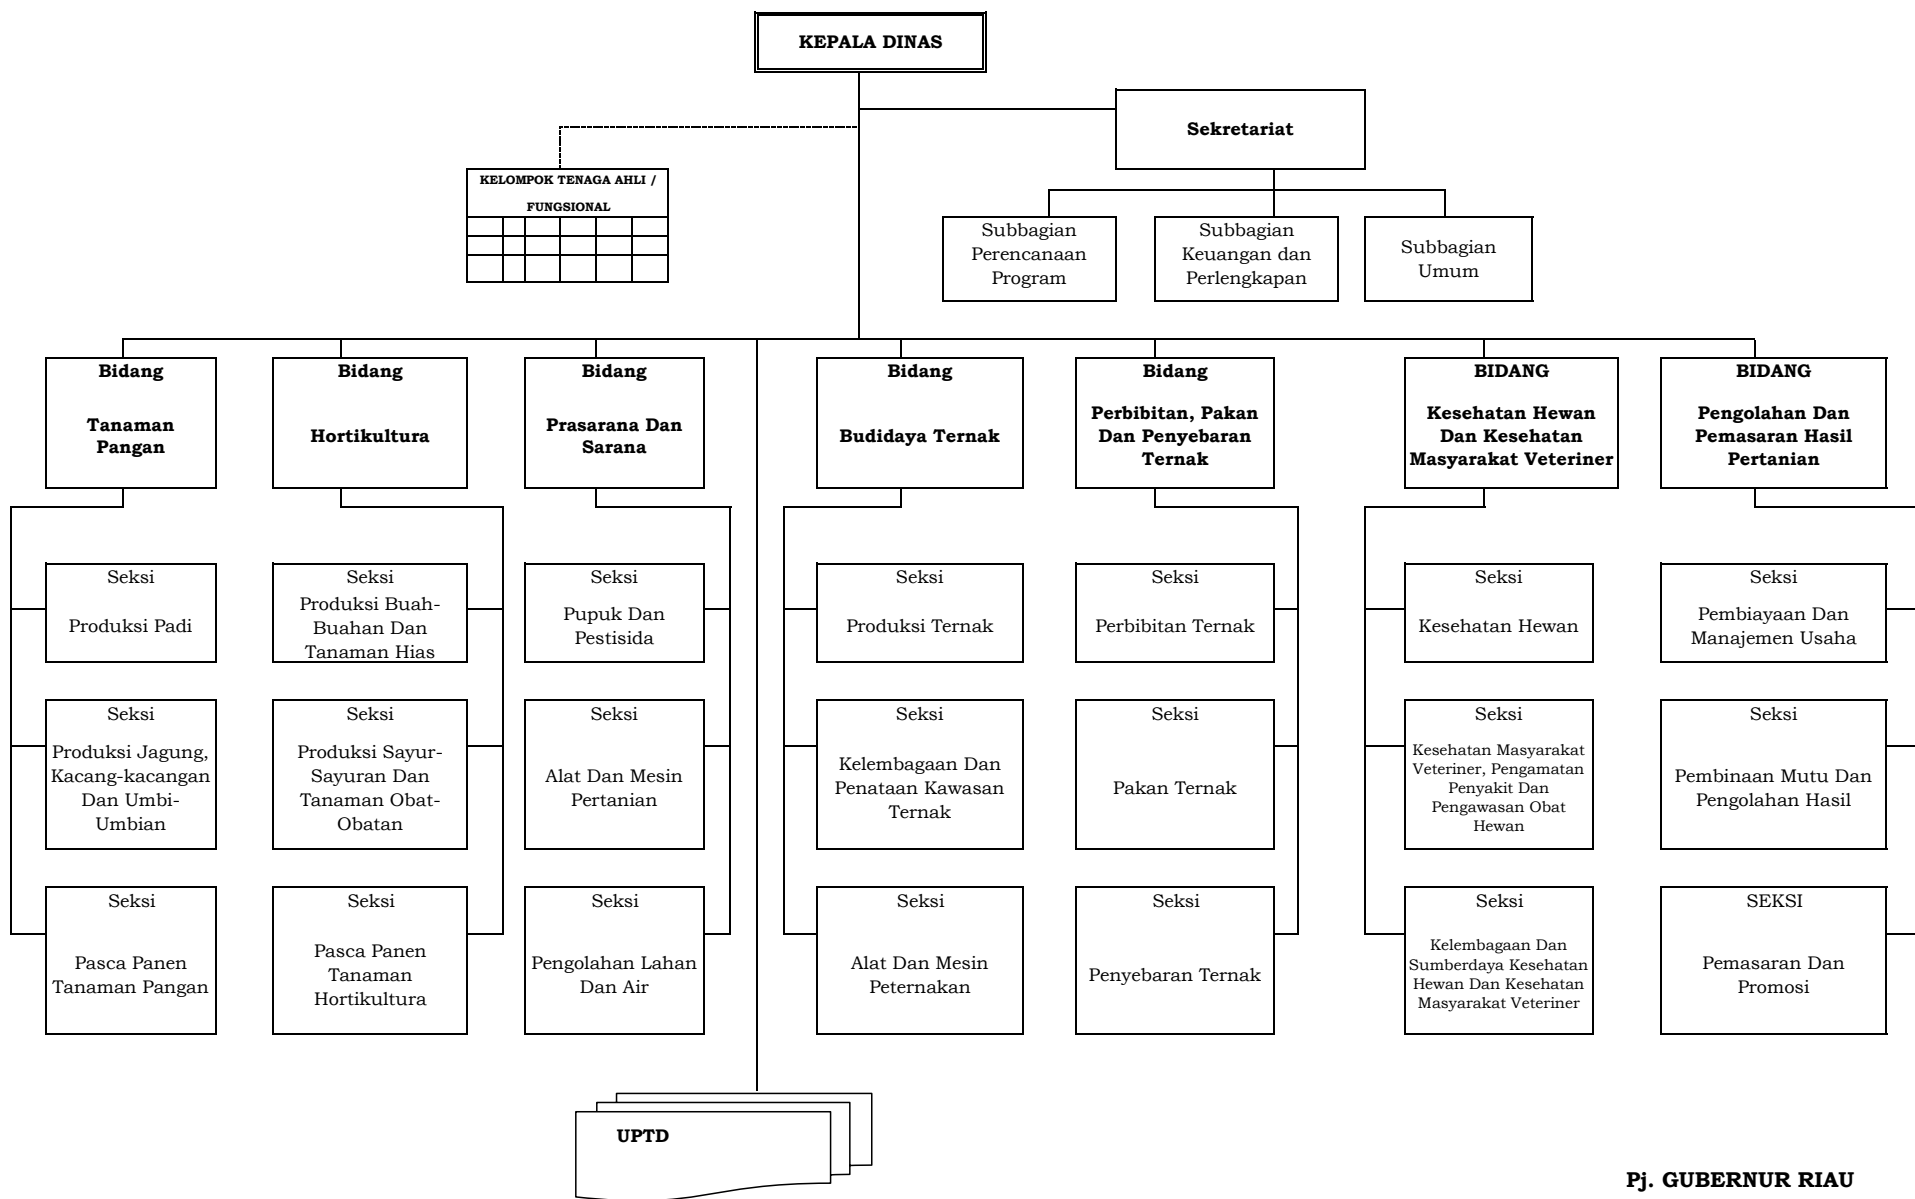 KEPALA DINAS
Sekretariat
KELOMPOK TENAGA AHLI /
FUNGSIONAL
Subbagian
Perencanaan
Program
Subbagian
Keuangan dan
Perlengkapan
Subbagian
Umum
Bidang
Tanaman
Pangan
Bidang
Hortikultura
Bidang
Prasarana Dan
Sarana
Bidang
Budidaya Ternak
Bidang
Perbibitan, Pakan
Dan Penyebaran
Ternak
BIDANG
Kesehatan Hewan
Dan Kesehatan
Masyarakat Veteriner
BIDANG
Pengolahan Dan
Pemasaran Hasil
Pertanian
Seksi
Produksi Padi
Seksi
Produksi Buah-
Buahan Dan
Tanaman Hias
Seksi
Pupuk Dan
Pestisida
Seksi
Produksi Ternak
Seksi
Perbibitan Ternak
Seksi
Kesehatan Hewan
Seksi
Pembiayaan Dan
Manajemen Usaha
Seksi
Produksi Jagung,
Kacang-kacangan
Dan Umbi-
Umbian
Seksi
Produksi Sayur-
Sayuran Dan
Tanaman Obat-
Obatan
Seksi
Alat Dan Mesin
Pertanian
Seksi
Kelembagaan Dan
Penataan Kawasan
Ternak
Seksi
Pakan Ternak
Seksi
Kesehatan Masyarakat
Veteriner, Pengamatan
Penyakit Dan
Pengawasan Obat
Hewan
Seksi
Pembinaan Mutu Dan
Pengolahan Hasil
Seksi
Pasca Panen
Tanaman Pangan
Seksi
Pasca Panen
Tanaman
Hortikultura
Seksi
Pengolahan Lahan
Dan Air
Seksi
Alat Dan Mesin
Peternakan
Seksi
Penyebaran Ternak
Seksi
Kelembagaan Dan
Sumberdaya Kesehatan
Hewan Dan Kesehatan
Masyarakat Veteriner
SEKSI
Pemasaran Dan
Promosi
UPTD
Pj. GUBERNUR RIAU